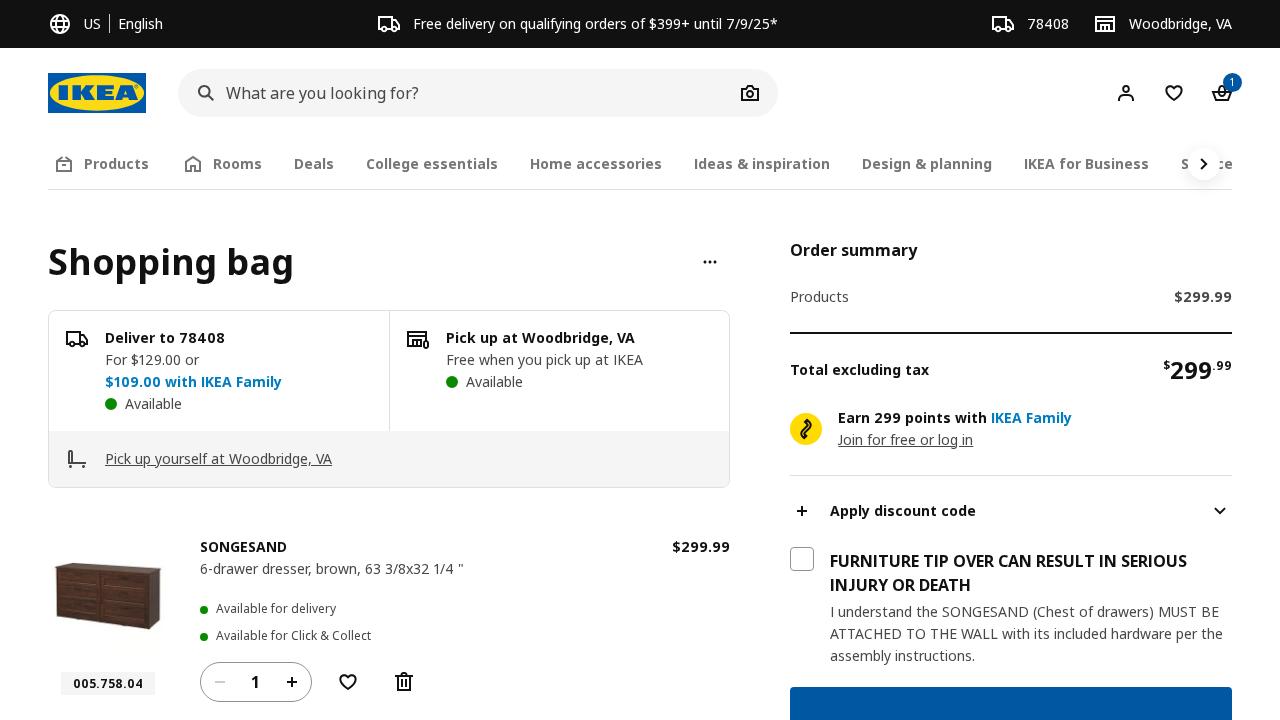 US
English
Free delivery on qualifying orders of $399+ until 7/9/25*
78408
Woodbridge, VA
IKEA
What are you looking for?
1
Products
Rooms
Deals
College essentials
Home accessories
Ideas & inspiration
Design & planning
IKEA for Business
Shopping bag
Deliver to 78408
For $129.00 or
$109.00 with IKEA Family
Available
Pick up at Woodbridge, VA
Free when you pick up at IKEA
Available
Pick up yourself at Woodbridge, VA
SONGESAND
$299.99
6-drawer dresser, brown, 63 3/8x32 1/4 "
Available for delivery
Available for Click & Collect
005.758.04
1
Order summary
Products
$299.99
Total excluding tax
$299.99
Earn 299 points with IKEA Family
Join for free or log in
Apply discount code
FURNITURE TIP OVER CAN RESULT IN SERIOUS
INJURY OR DEATH
I understand the SONGESAND (Chest of drawers) MUST BE
ATTACHED TO THE WALL with its included hardware per the
assembly instructions.